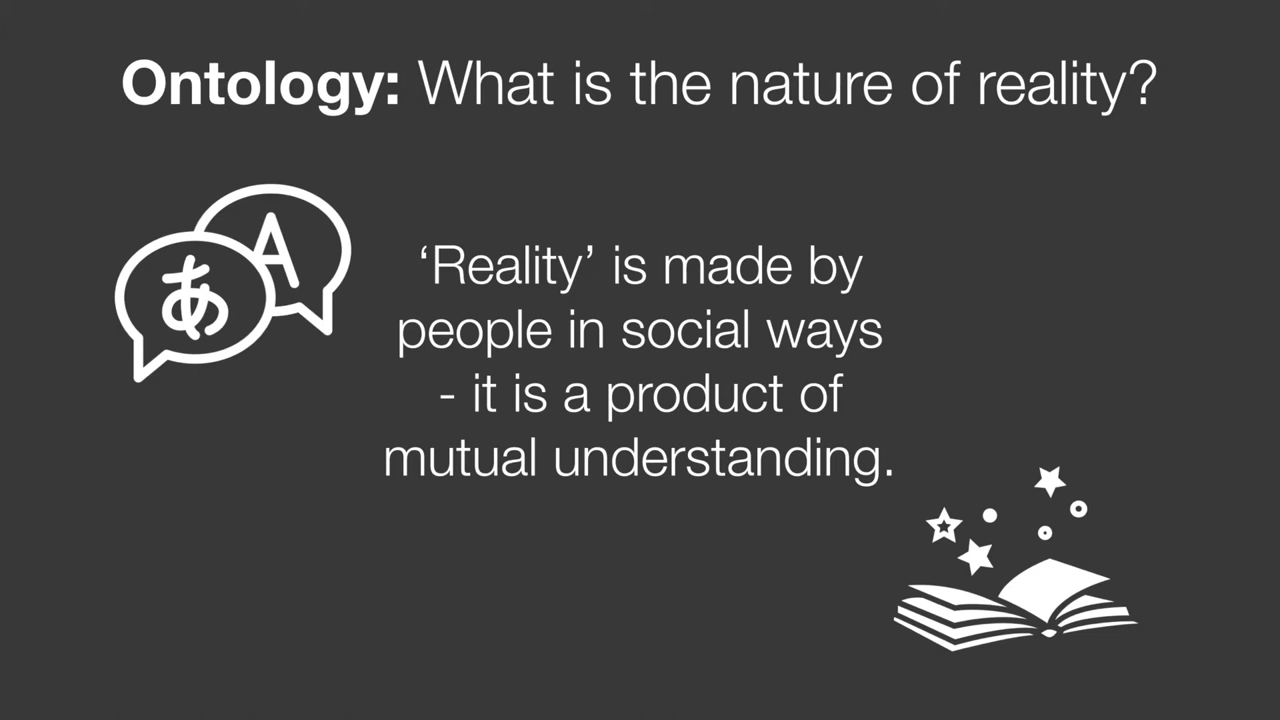 Ontology: What is the nature of reality?
あ
A
‘Reality’ is made by
people in social ways
- it is a product of
mutual understanding.